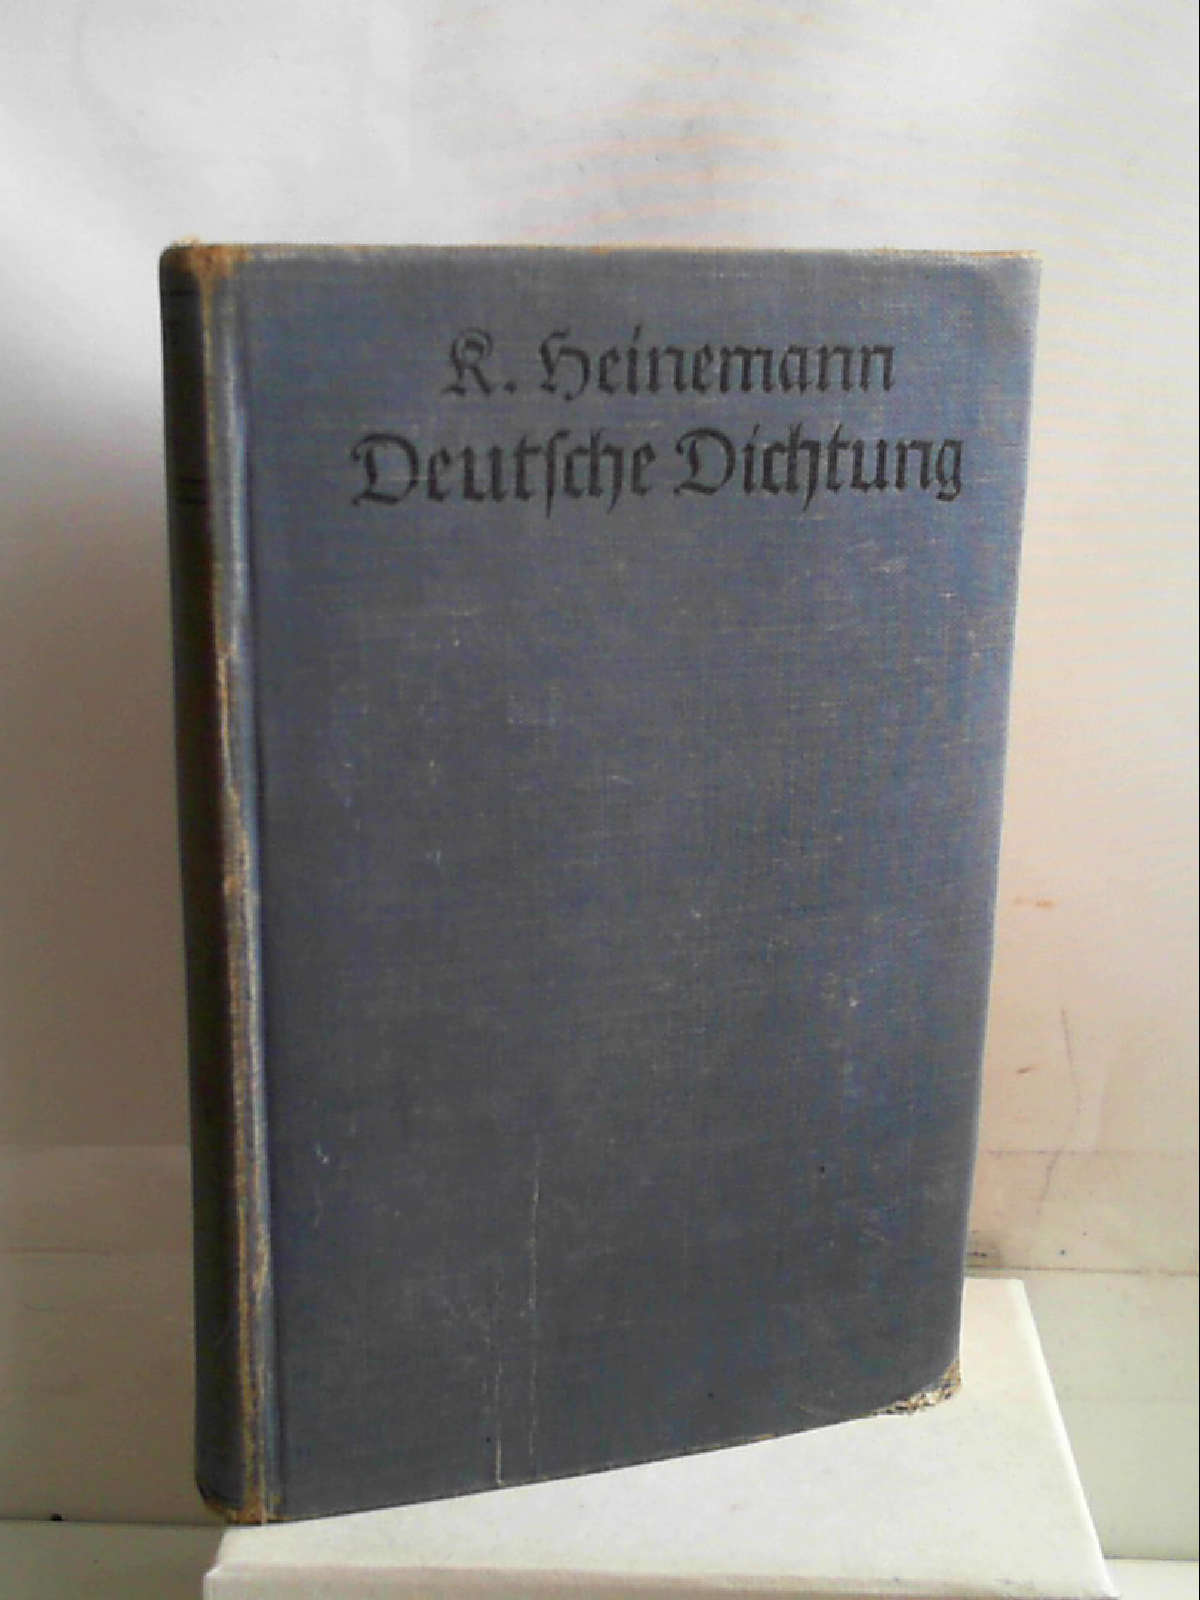 K. Heinemann
Deutſche Dichtung